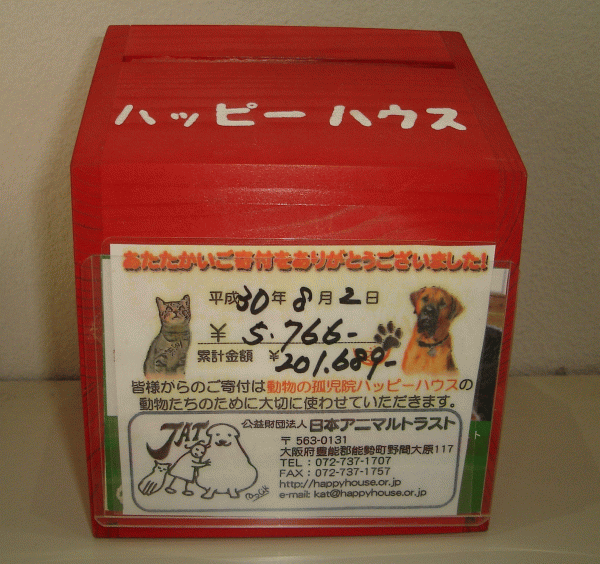 ハッピーハウス
あたたかいご寄付をありがとうございました!
平成30年8月2日
¥ 5.766-
累計金額 ¥201.689-
皆様からのご寄付は動物の孤児院ハッピーハウスの
動物たちのために大切に使わせていただきます。
JAT
公益財団法人 日本アニマルトラスト
〒563-0131
大阪府豊能郡能勢町野間大原117
TEL : 072-737-1707
FAX : 072-737-1757
http://happyhouse.or.jp
e-mail: kat@happyhouse.or.jp